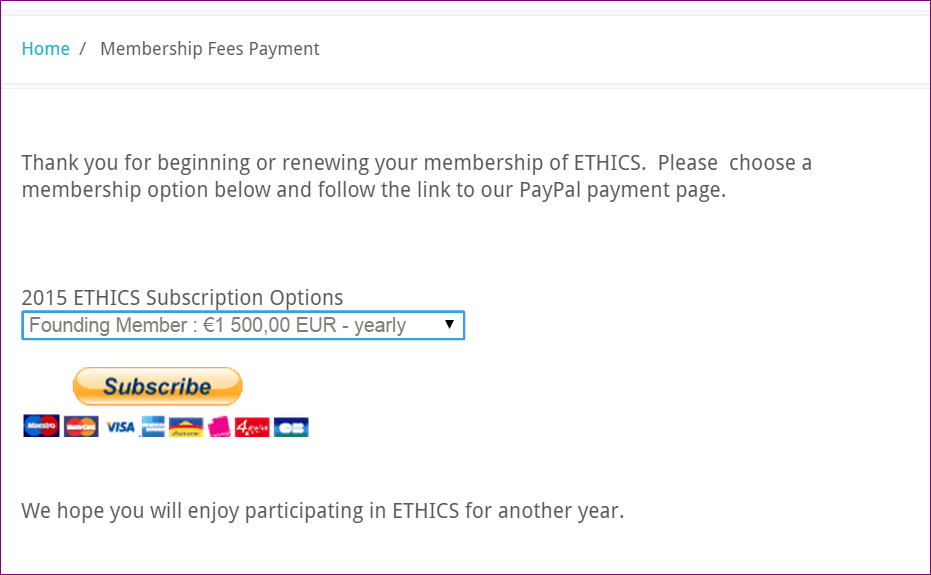 Home / Membership Fees Payment
Thank you for beginning or renewing your membership of ETHICS.  Please  choose a
membership option below and follow the link to our PayPal payment page.
2015 ETHICS Subscription Options
Founding Member : €1 500,00 EUR - yearly
Subscribe
Maestro MasterCard VISA CB
We hope you will enjoy participating in ETHICS for another year.